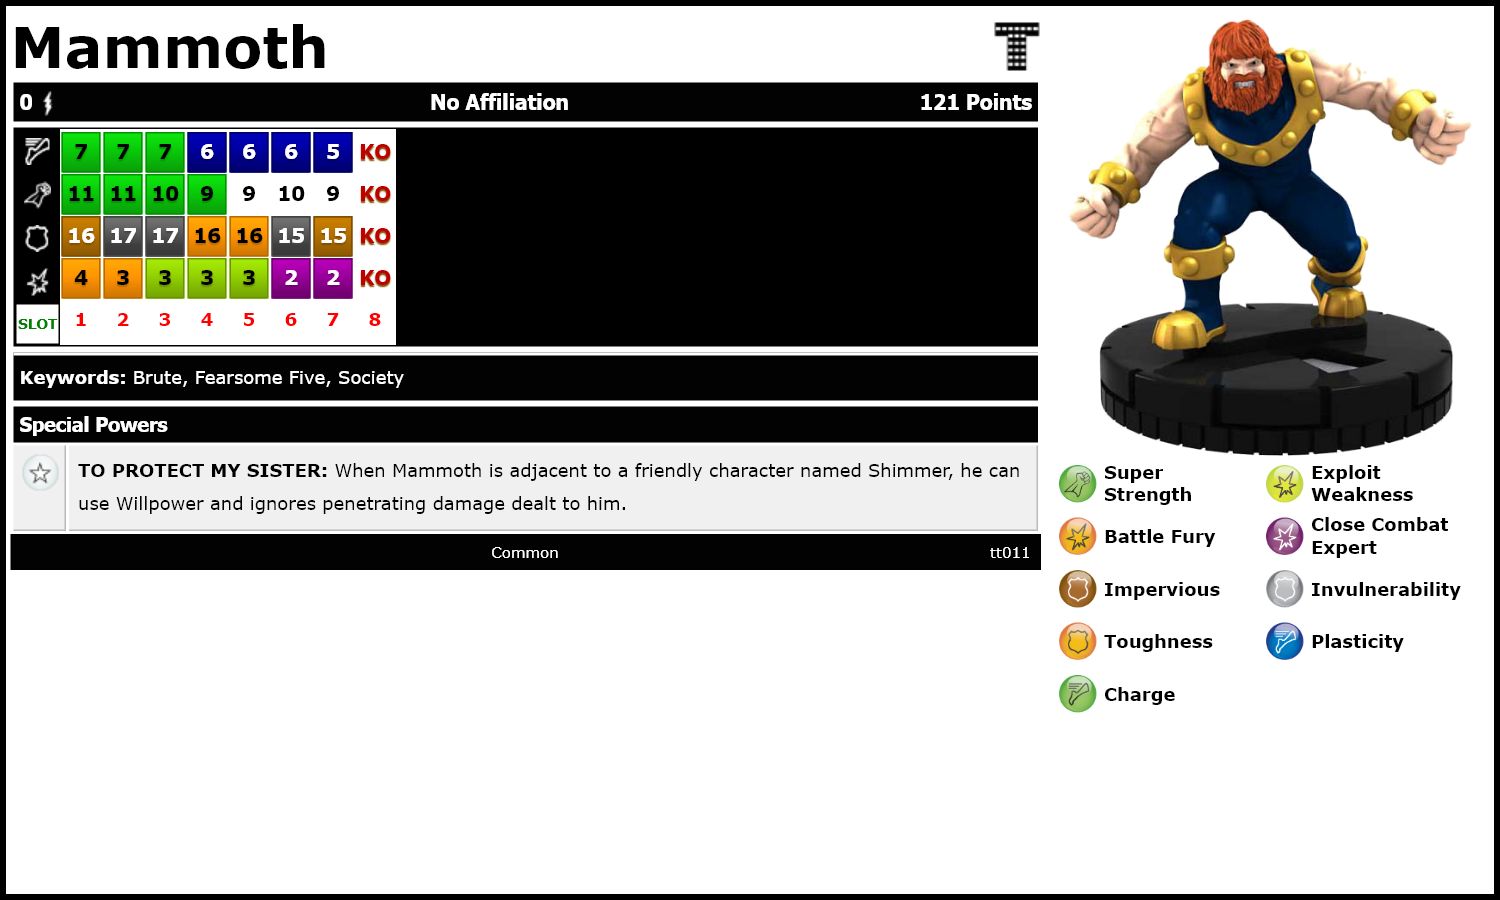 Mammoth
T
0 No Affiliation 121 Points
7 7 7 6 6 6 5 KO
11 11 10 9 9 10 9 KO
16 17 17 16 16 15 15 KO
4 3 3 3 3 2 2 KO
SLOT 1 2 3 4 5 6 7 8
Keywords: Brute, Fearsome Five, Society
Special Powers
TO PROTECT MY SISTER: When Mammoth is adjacent to a friendly character named Shimmer, he can
use Willpower and ignores penetrating damage dealt to him.
Common tt011
Super
Strength
Exploit
Weakness
Battle Fury
Close Combat
Expert
Impervious
Invulnerability
Toughness
Plasticity
Charge